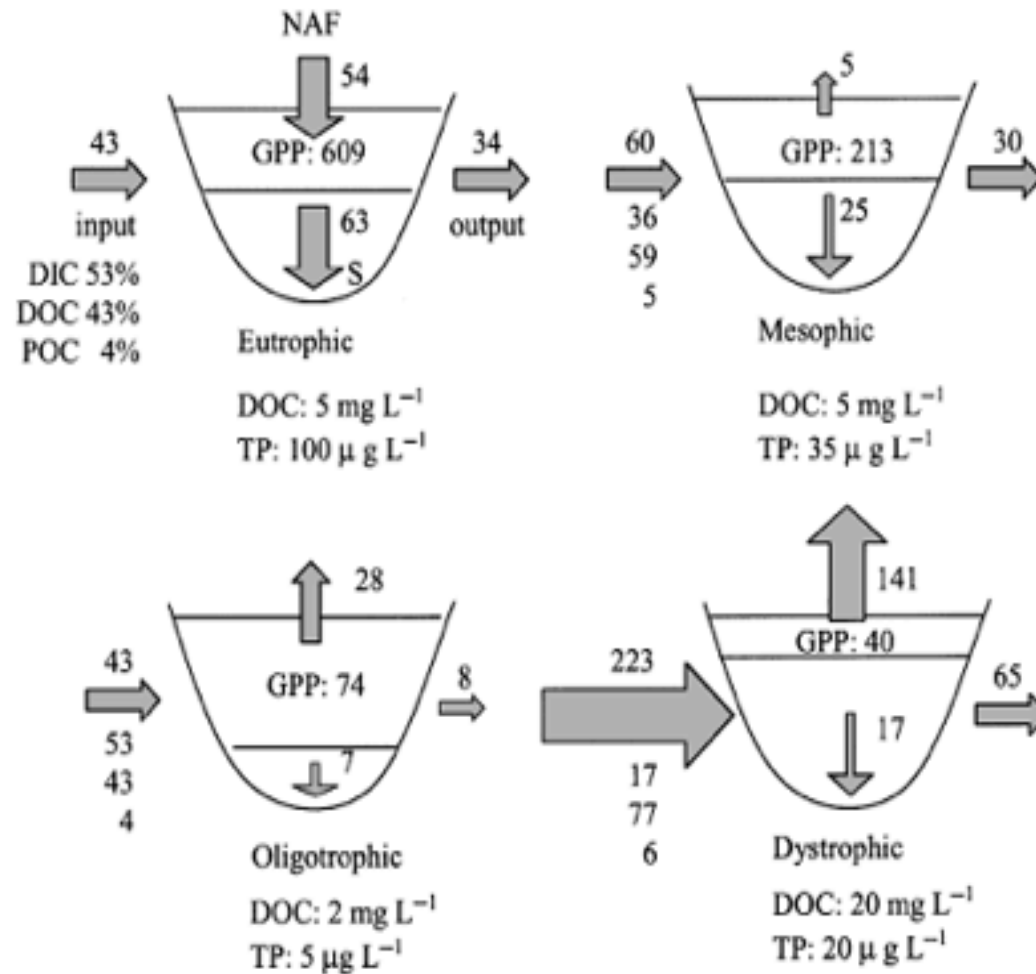 NAF
54
43
GPP: 609
34
input
63
output
DIC 53%
S
DOC 43%
POC 4%
Eutrophic
DOC: 5 mg L⁻¹
TP: 100 µ g L⁻¹
5
60
GPP: 213
30
36
25
59
5
Mesophic
DOC: 5 mg L⁻¹
TP: 35 µ g L⁻¹
28
43
GPP: 74
8
53
7
43
4
Oligotrophic
DOC: 2 mg L⁻¹
TP: 5 µg L⁻¹
141
GPP: 40
223
65
17
17
77
6
Dystrophic
DOC: 20 mg L⁻¹
TP: 20 µ g L⁻¹